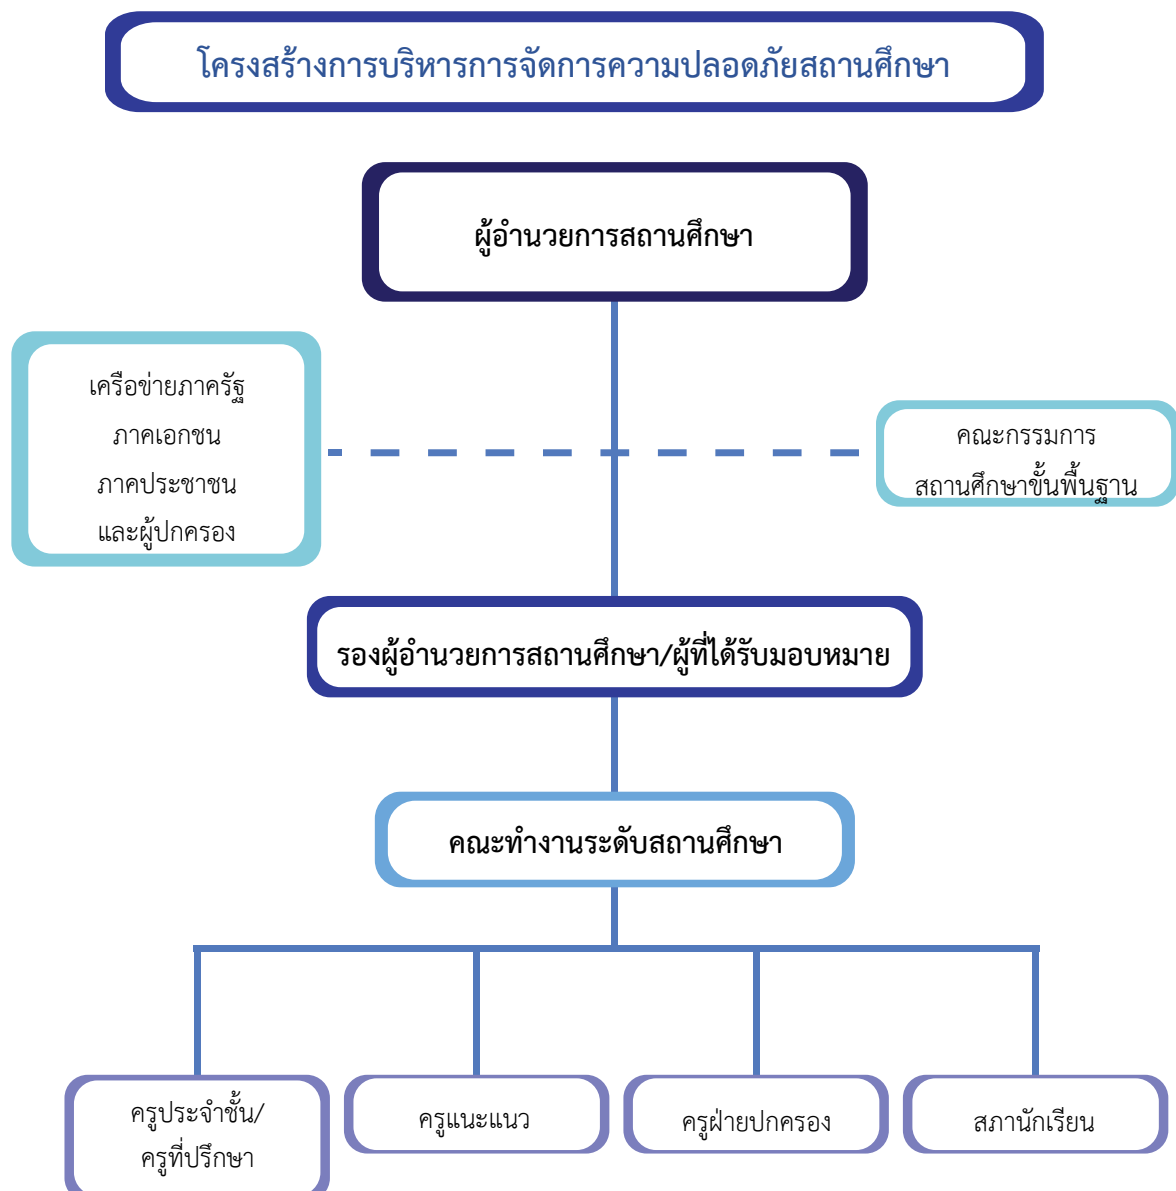 โครงสร้างการบริหารการจัดการความปลอดภัยสถานศึกษา
ผู้อำนวยการสถานศึกษา
เครือข่ายภาครัฐ
ภาคเอกชน
ภาคประชาชน
และผู้ปกครอง
คณะกรรมการ
สถานศึกษาขั้นพื้นฐาน
รองผู้อำนวยการสถานศึกษา/ผู้ที่ได้รับมอบหมาย
คณะทำงานระดับสถานศึกษา
ครูประจำชั้น/
ครูที่ปรึกษา
ครูแนะแนว
ครูฝ่ายปกครอง
สภานักเรียน